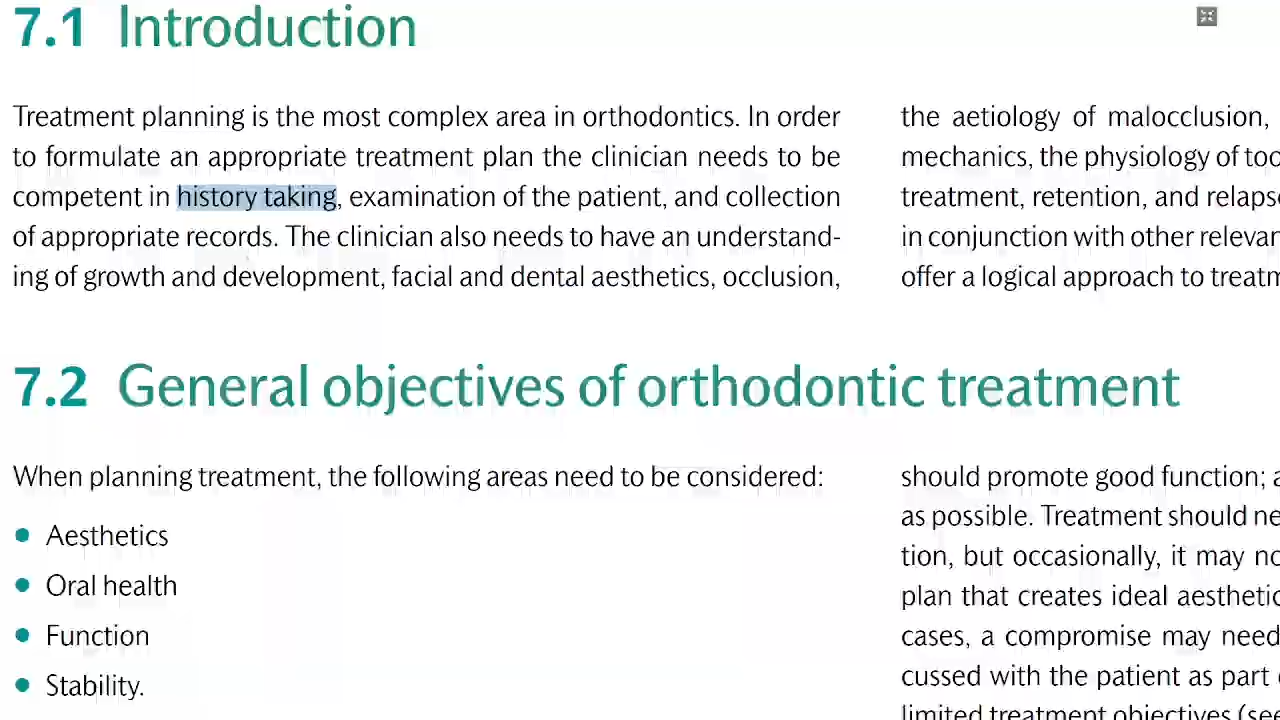 7.1 Introduction
Treatment planning is the most complex area in orthodontics. In order
to formulate an appropriate treatment plan the clinician needs to be
competent in history taking, examination of the patient, and collection
of appropriate records. The clinician also needs to have an understand-
ing of growth and development, facial and dental aesthetics, occlusion,
the aetiology of malocclusion,
mechanics, the physiology of
treatment, retention, and
in conjunction with other
offer a logical approach to
7.2 General objectives of orthodontic treatment
When planning treatment, the following areas need to be considered:
• Aesthetics
• Oral health
• Function
• Stability.
should promote good function;
as possible. Treatment should
tion, but occasionally, it may
plan that creates ideal
cases, a compromise may need
cussed with the patient as part
limited treatment objectives